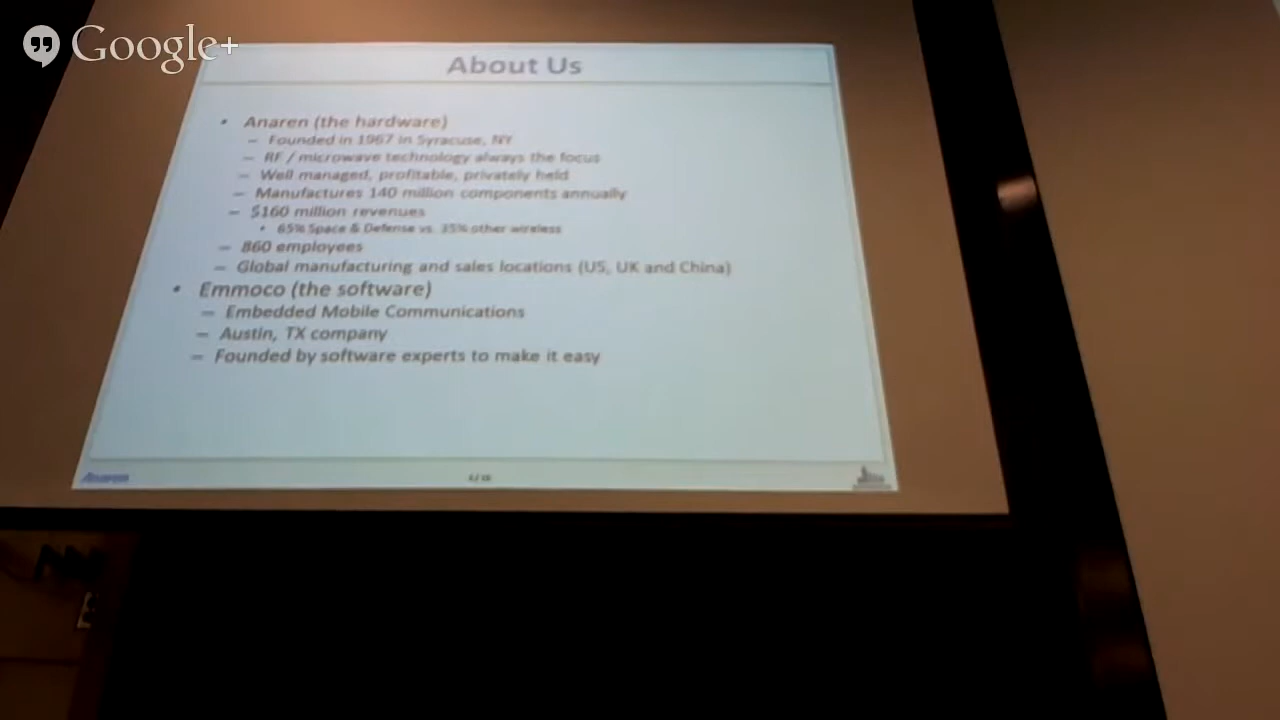 Google+
About Us
• Anaren (the hardware)
– Founded in 1967 in Syracuse, NY
– RF / microwave technology always the focus
– Well managed, profitable, privately held
– Manufactures 140 million components annually
– $160 million revenues
• 65% Space & Defense vs. 35% other wireless
– 860 employees
– Global manufacturing and sales locations (US, UK and China)
• Emmoco (the software)
– Embedded Mobile Communications
– Austin, TX company
– Founded by software experts to make it easy
Anaren